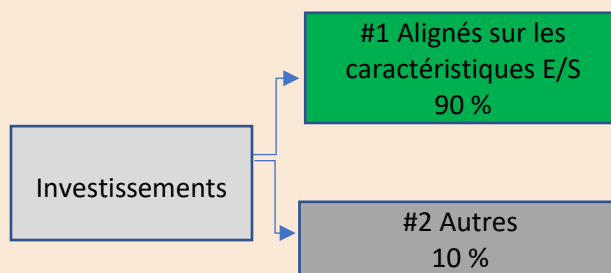 #1 Alignés sur les
caractéristiques E/S
90 %
Investissements
#2 Autres
10 %